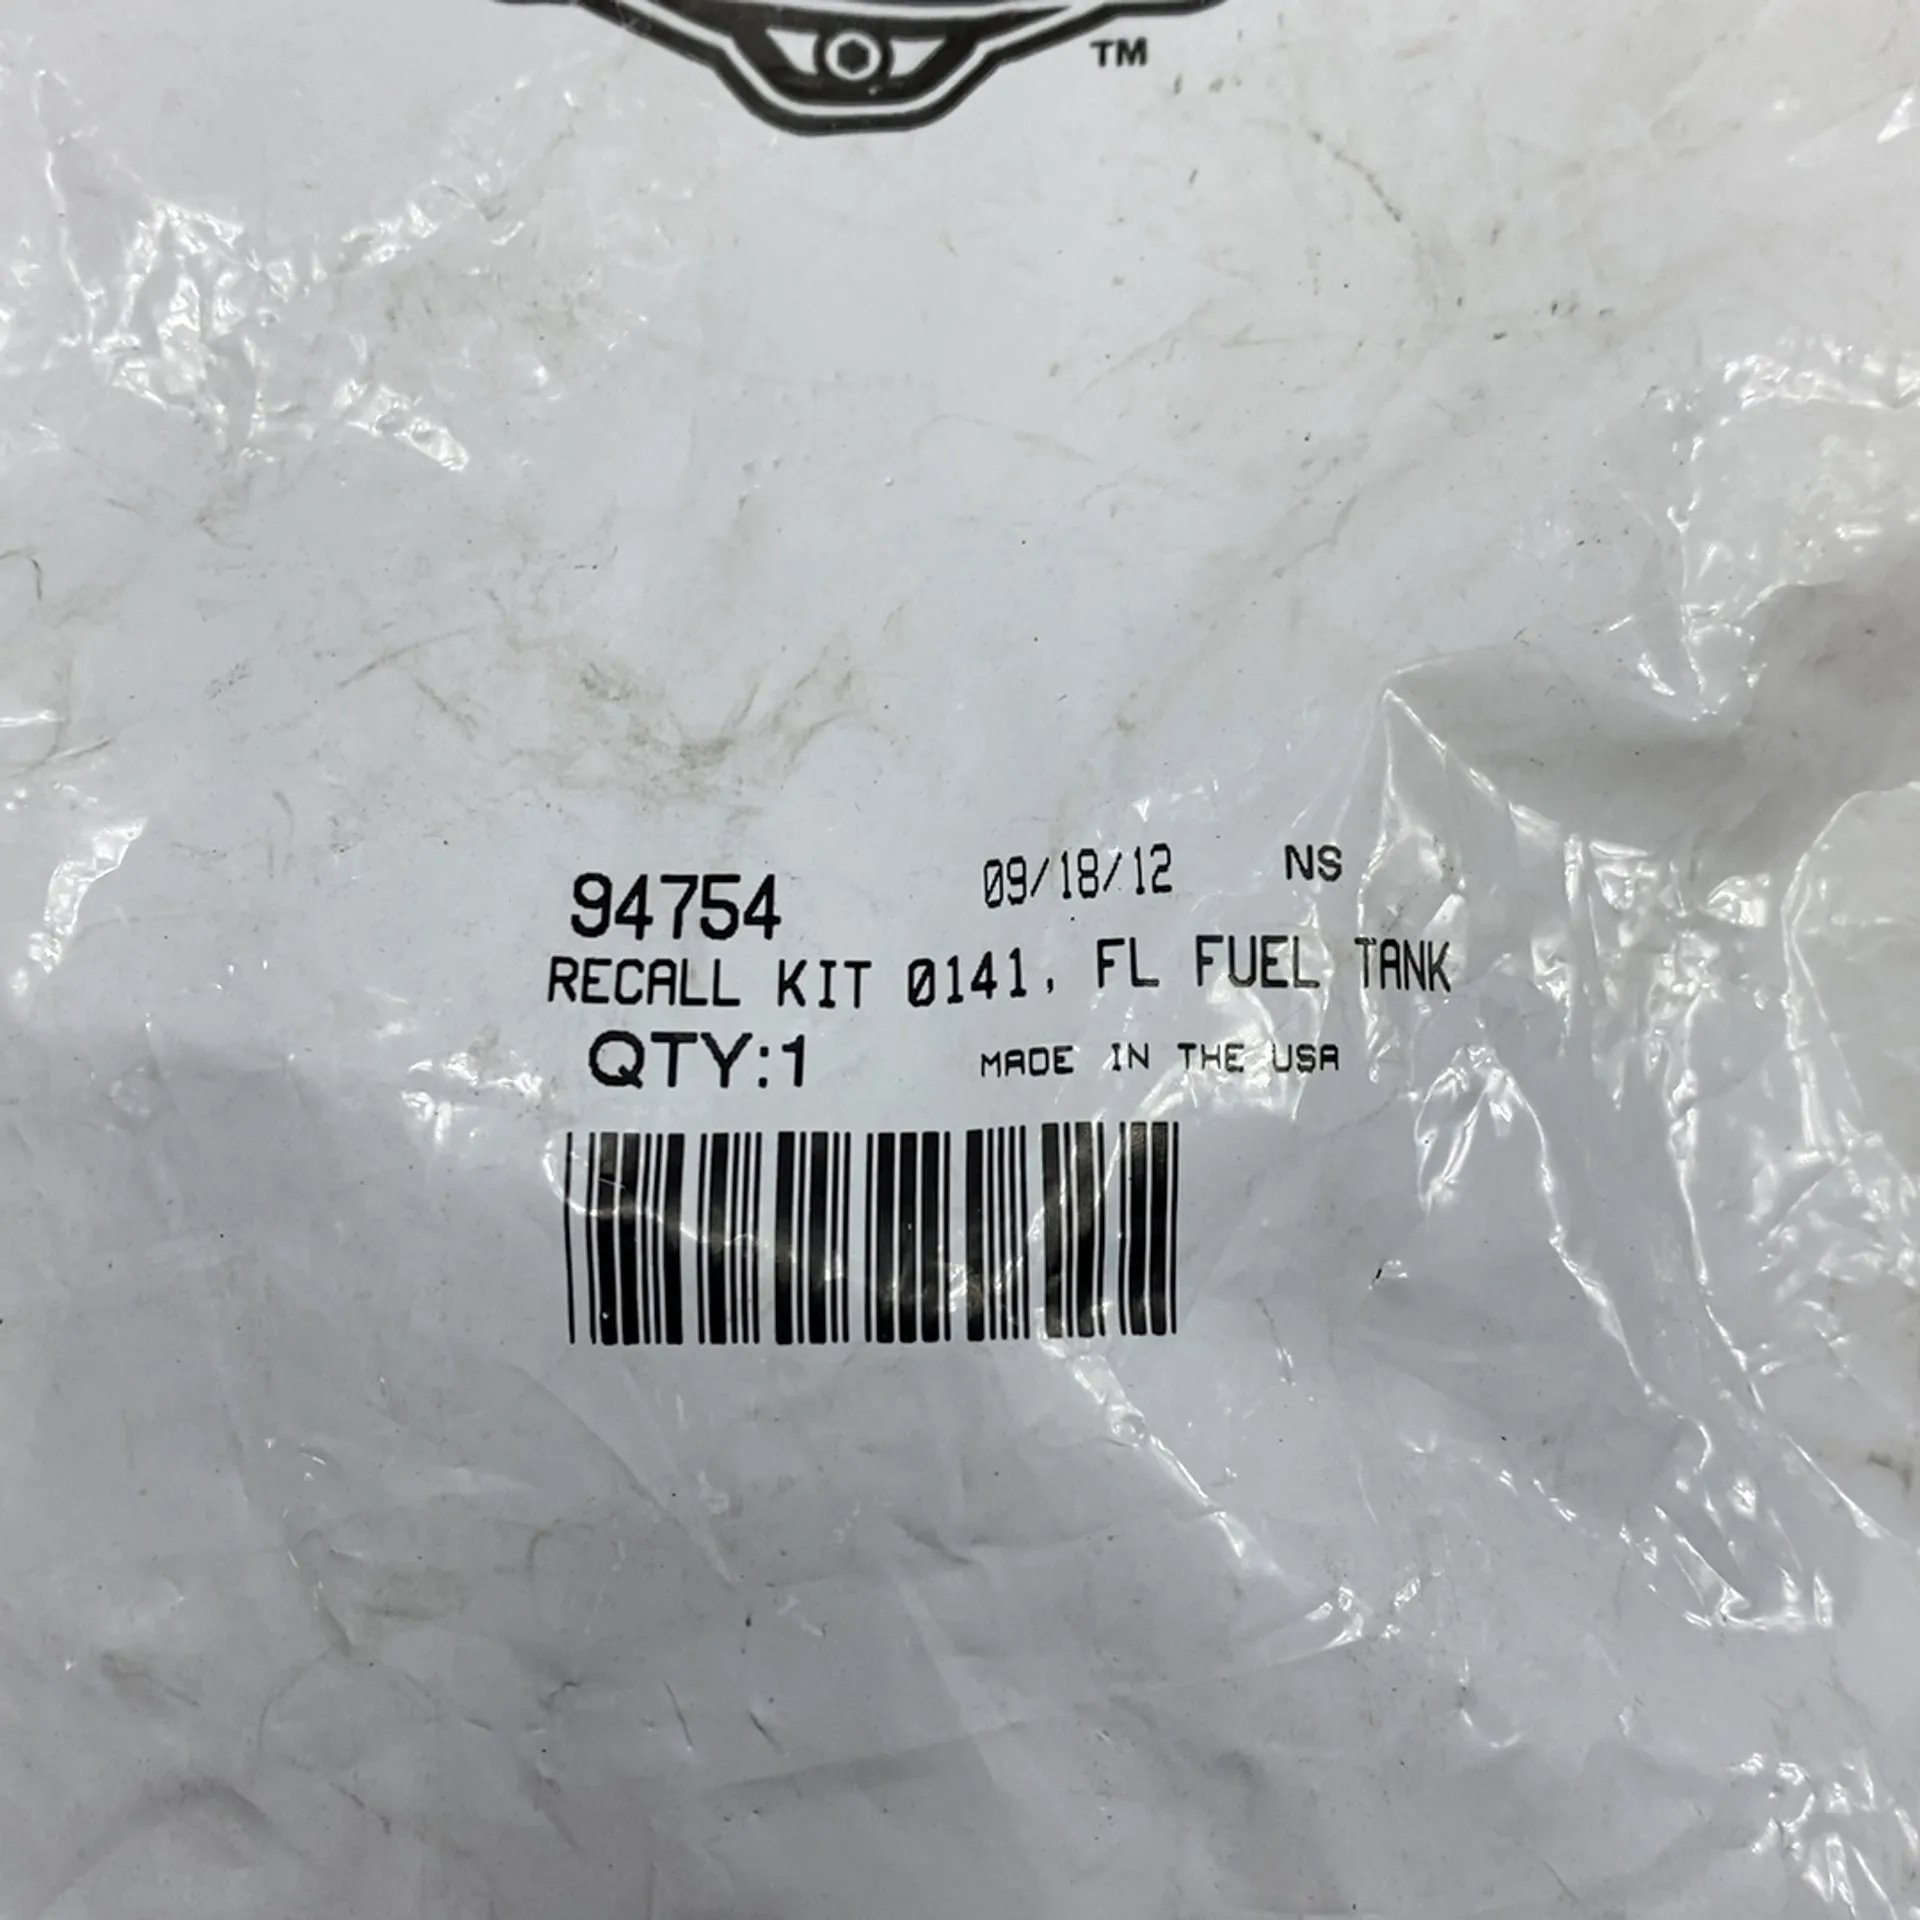 TM
94754 09/18/12 NS
RECALL KIT 0141, FL FUEL TANK
QTY:1 MADE IN THE USA